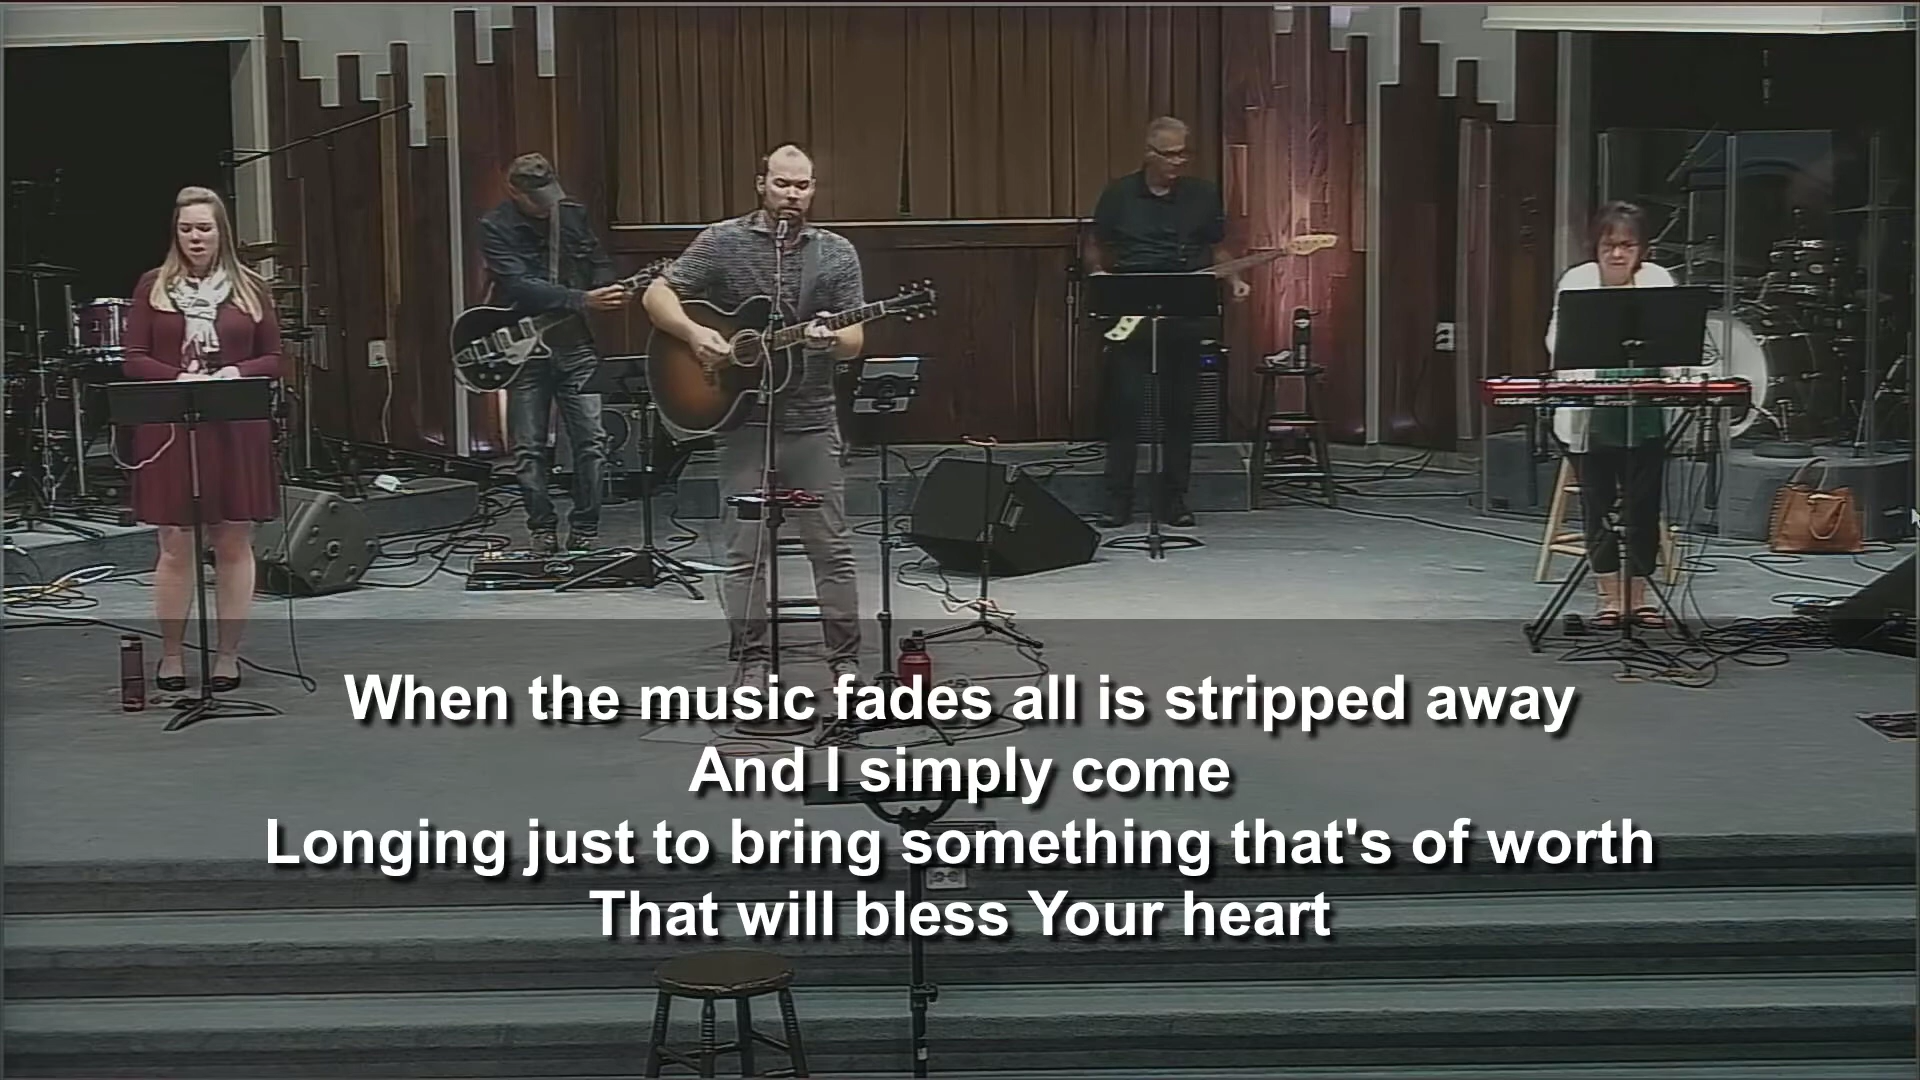 When the music fades all is stripped away
And I simply come
Longing just to bring something that's of worth
That will bless Your heart